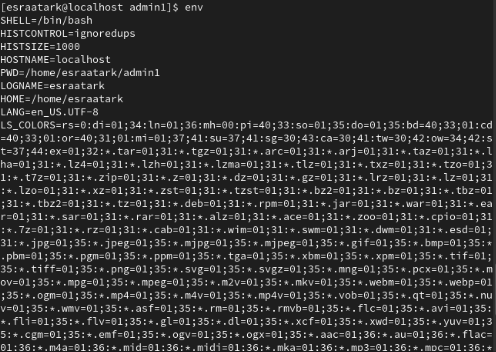 [esraatark@localhost admin1]$ env
SHELL=/bin/bash
HISTCONTROL=ignoredups
HISTSIZE=1000
HOSTNAME=localhost
PWD=/home/esraatark/admin1
LOGNAME=esraatark
HOME=/home/esraatark
LANG=en_US.UTF-8
LS_COLORS=rs=0:di=01;34:ln=01;36:mh=00:pi=40;33:so=01;35:do=01;35:bd=40;33;01:cd
=40;33;01:or=40;31;01:mi=01;37;41:su=37;41:sg=30;43:ca=30;41:tw=30;42:ow=34;42:s
t=37;44:ex=01;32:*.tar=01;31:*.tgz=01;31:*.arc=01;31:*.arj=01;31:*.taz=01;31:*.l
ha=01;31:*.lz4=01;31:*.lzh=01;31:*.lzma=01;31:*.tlz=01;31:*.txz=01;31:*.tzo=01;3
1:*.t7z=01;31:*.zip=01;31:*.z=01;31:*.dz=01;31:*.gz=01;31:*.lrz=01;31:*.lz=01;31
:*.lzo=01;31:*.xz=01;31:*.zst=01;31:*.tzst=01;31:*.bz2=01;31:*.bz=01;31:*.tbz=01
;31:*.tbz2=01;31:*.tz=01;31:*.deb=01;31:*.rpm=01;31:*.jar=01;31:*.war=01;31:*.ea
r=01;31:*.sar=01;31:*.rar=01;31:*.alz=01;31:*.ace=01;31:*.zoo=01;31:*.cpio=01;31
:*.7z=01;31:*.rz=01;31:*.cab=01;31:*.wim=01;31:*.swm=01;31:*.dwm=01;31:*.esd=01;
31:*.jpg=01;35:*.jpeg=01;35:*.mjpg=01;35:*.mjpeg=01;35:*.gif=01;35:*.bmp=01;35:*
.pbm=01;35:*.pgm=01;35:*.ppm=01;35:*.tga=01;35:*.xbm=01;35:*.xpm=01;35:*.tif=01;
35:*.tiff=01;35:*.png=01;35:*.svg=01;35:*.svgz=01;35:*.mng=01;35:*.pcx=01;35:*.m
ov=01;35:*.mpg=01;35:*.mpeg=01;35:*.m2v=01;35:*.mkv=01;35:*.webm=01;35:*.webp=01
;35:*.ogm=01;35:*.mp4=01;35:*.m4v=01;35:*.mp4v=01;35:*.vob=01;35:*.qt=01;35:*.nu
v=01;35:*.wmv=01;35:*.asf=01;35:*.rm=01;35:*.rmvb=01;35:*.flc=01;35:*.avi=01;35:
*.fli=01;35:*.flv=01;35:*.gl=01;35:*.dl=01;35:*.xcf=01;35:*.xwd=01;35:*.yuv=01;3
5:*.cgm=01;35:*.emf=01;35:*.ogv=01;35:*.ogx=01;35:*.aac=01;36:*.au=01;36:*.flac=
01;36:*.m4a=01;36:*.mid=01;36:*.midi=01;36:*.mka=01;36:*.mp3=01;36:*.mpc=01;36:*